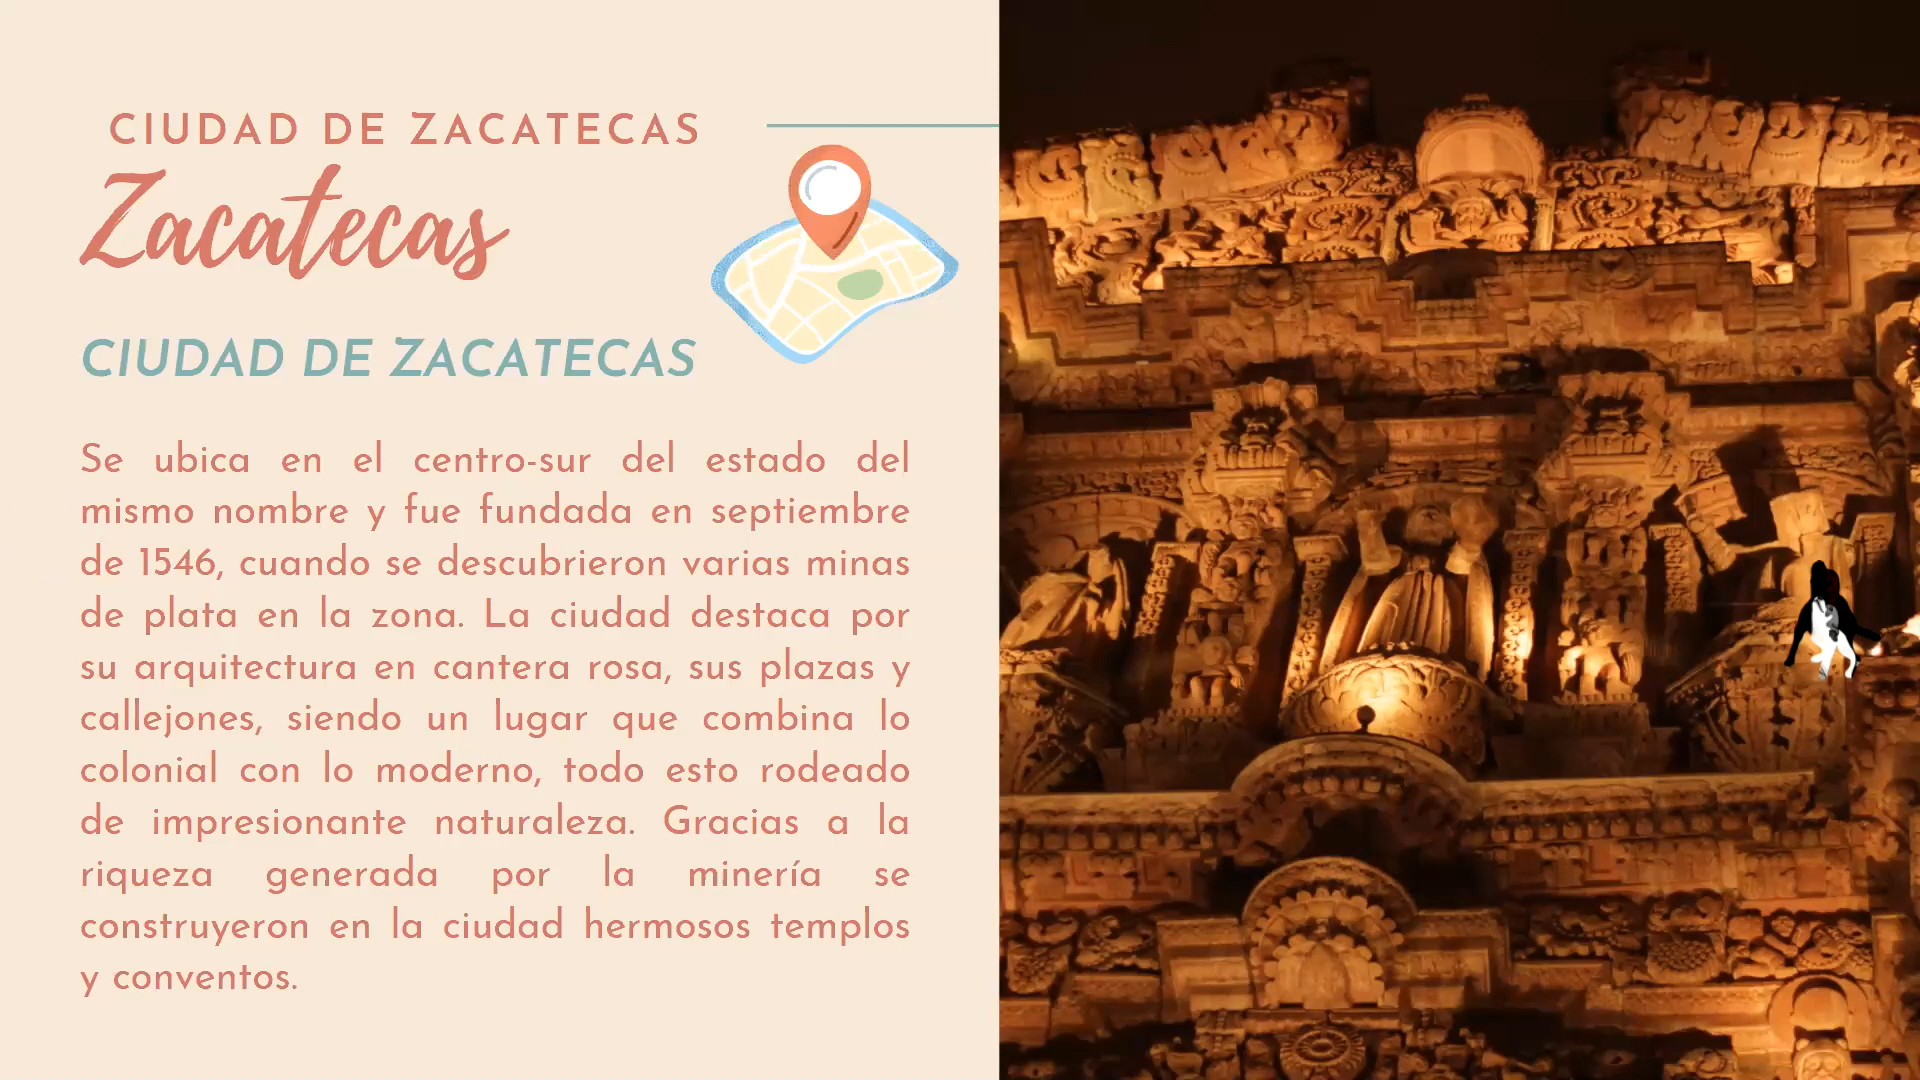 CIUDAD DE ZACATECAS
Zacatecas
CIUDAD DE ZACATECAS
Se ubica en el centro-sur del estado del
mismo nombre y fue fundada en septiembre
de 1546, cuando se descubrieron varias minas
de plata en la zona. La ciudad destaca por
su arquitectura en cantera rosa, sus plazas y
callejones, siendo un lugar que combina lo
colonial con lo moderno, todo esto rodeado
de impresionante naturaleza. Gracias a la
riqueza generada por la minería se
construyeron en la ciudad hermosos templos
y conventos.